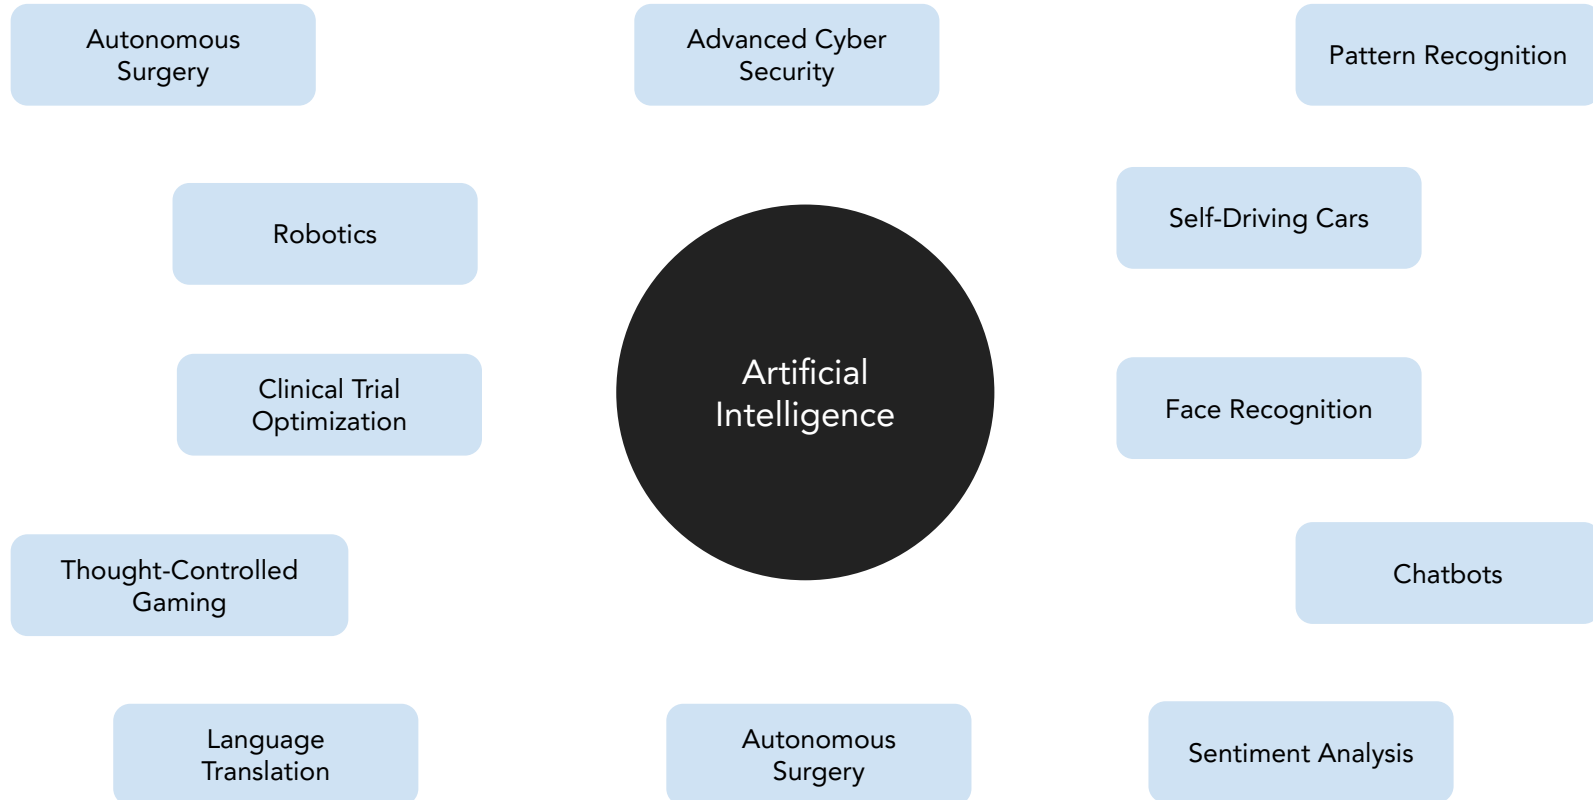 Autonomous
Surgery
Advanced Cyber
Security
Pattern Recognition
Robotics
Self-Driving Cars
Clinical Trial
Optimization
Artificial
Intelligence
Face Recognition
Thought-Controlled
Gaming
Chatbots
Language
Translation
Autonomous
Surgery
Sentiment Analysis